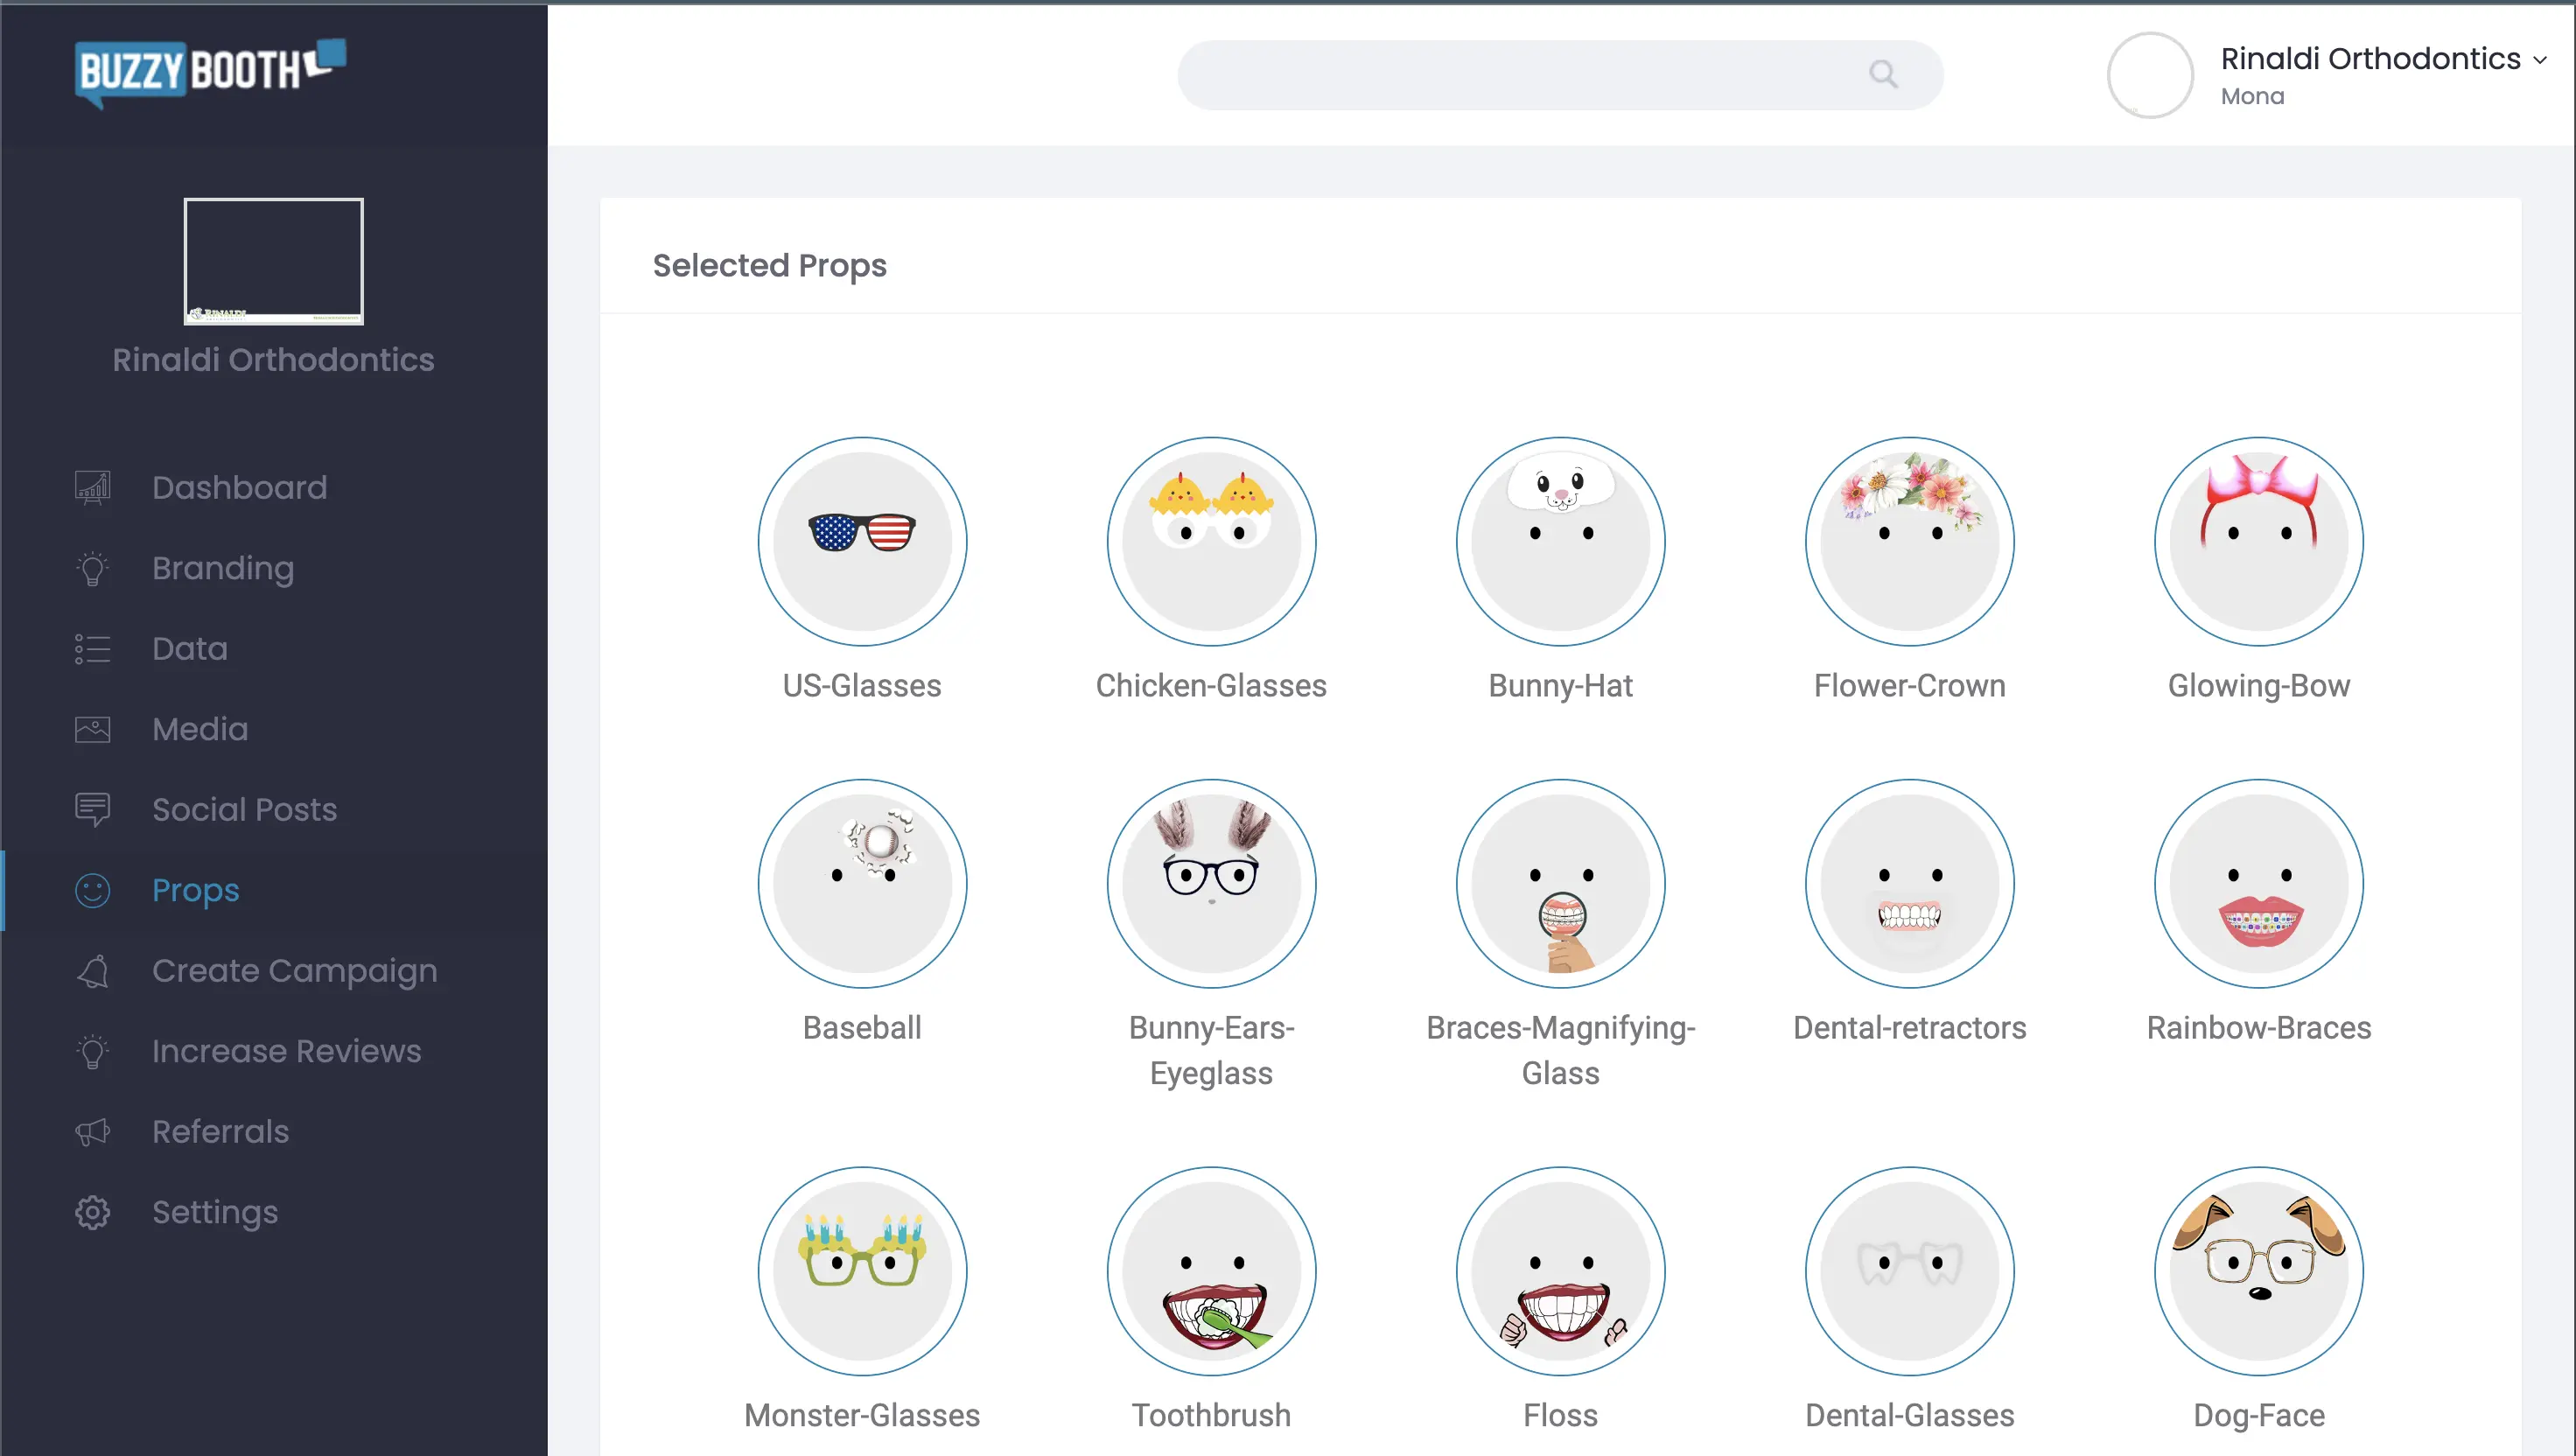 BUZZY BOOTH
Rinaldi Orthodontics
Mona
RINALDI
Rinaldi Orthodontics
Dashboard
Branding
Data
Media
Social Posts
Props
Create Campaign
Increase Reviews
Referrals
Settings
Selected Props
US-Glasses
Chicken-Glasses
Bunny-Hat
Flower-Crown
Glowing-Bow
Baseball
Bunny-Ears-
Eyeglass
Braces-Magnifying-
Glass
Dental-retractors
Rainbow-Braces
Monster-Glasses
Toothbrush
Floss
Dental-Glasses
Dog-Face